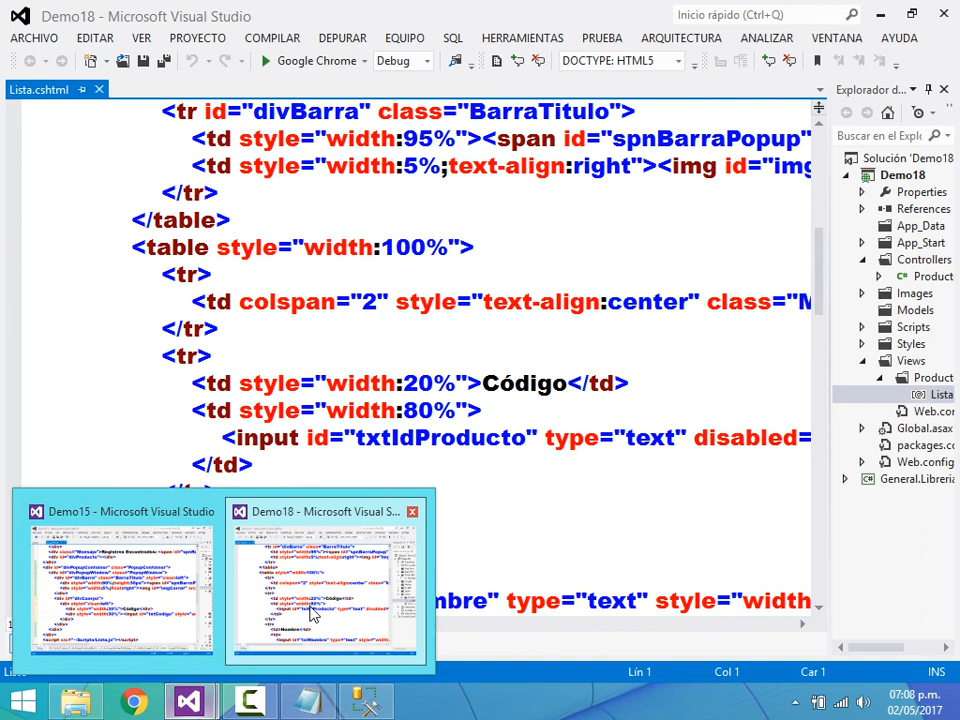 Demo18 - Microsoft Visual Studio
Inicio rápido (Ctrl+Q)
ARCHIVO EDITAR VER PROYECTO COMPILAR DEPURAR EQUIPO SQL HERRAMIENTAS PRUEBA ARQUITECTURA ANALIZAR VENTANA AYUDA
Google Chrome Debug DOCTYPE: HTML5
Lista.cshtml
Explorador d...
Buscar en el Explo
<tr id="divBarra" class="BarraTitulo">
<td style="width:95%"><span id="spnBarraPopup"
<td style="width:5%;text-align:right"><img id="img
</tr>
</table>
<table style="width:100%">
<tr>
<td colspan="2" style="text-align:center" class="M
</tr>
<tr>
<td style="width:20%">Código</td>
<td style="width:80%">
<input id="txtIdProducto" type="text" disabled=
</td>
mbre" type="text" style="width
Solución 'Demo18
Demo18
Properties
References
App_Data
App_Start
Controllers
Product
Images
Models
Scripts
Styles
Views
Product
Lista
Web.con
Global.asax
packages.co
Web.config
General.Libreria
Demo15 - Microsoft Visual Studio
Demo18 - Microsoft Visual S...
Lín 1 Col 1 Car 1 INS
07:08 p.m.
02/05/2017